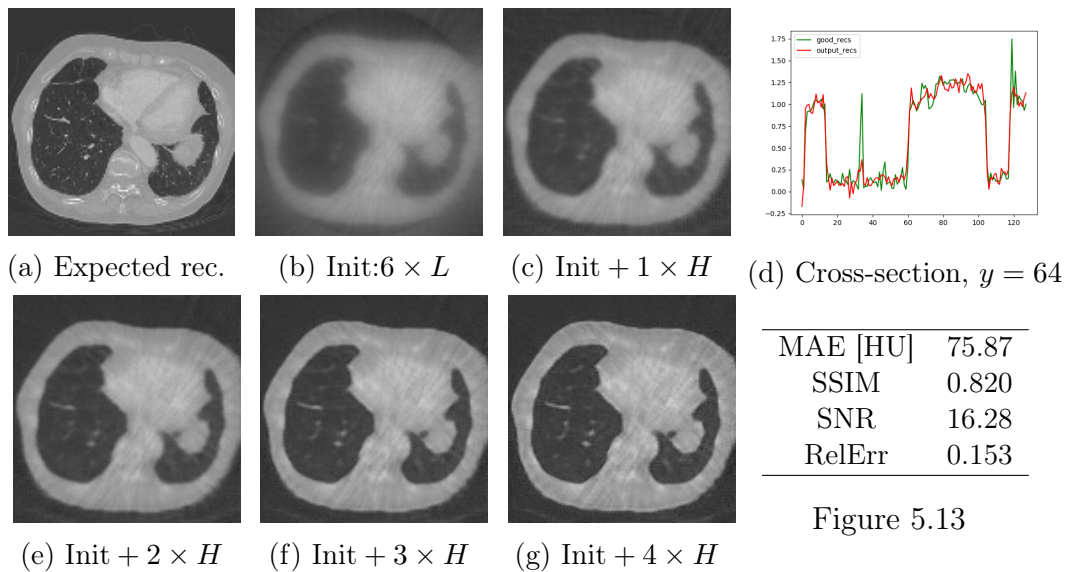 good_recs
output_recs
1.75
1.50
1.25
1.00
0.75
0.50
0.25
0.00
−0.25
0 20 40 60 80 100 120
(a) Expected rec.
(b) Init:6 × L
(c) Init + 1 × H
(d) Cross-section, y = 64
MAE [HU] 75.87
SSIM 0.820
SNR 16.28
RelErr 0.153
Figure 5.13
(e) Init + 2 × H
(f) Init + 3 × H
(g) Init + 4 × H